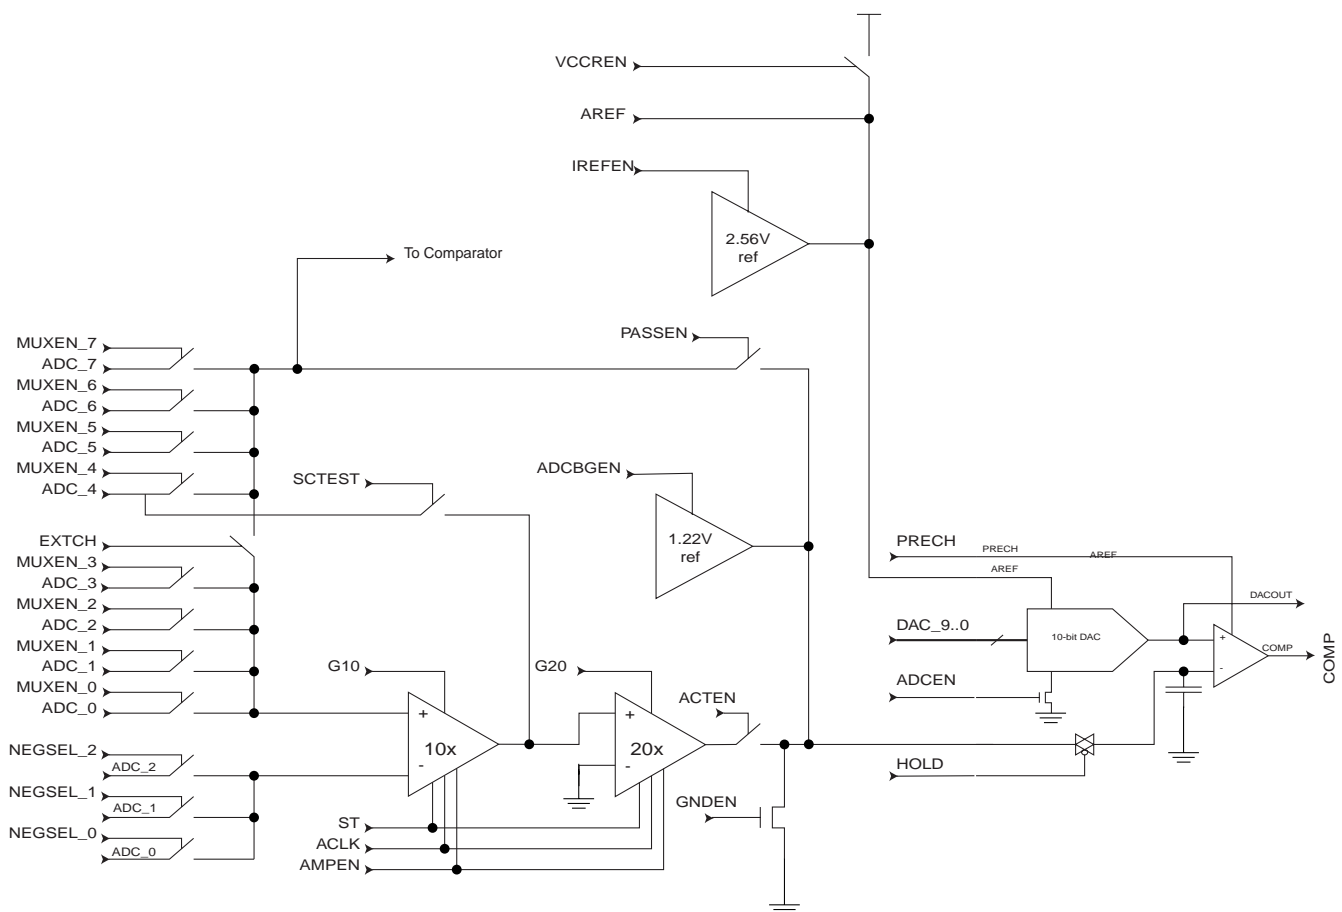 VCCREN
AREF
IREFEN
2.56V
ref
To Comparator
PASSEN
MUXEN_7
ADC_7
MUXEN_6
ADC_6
MUXEN_5
ADC_5
MUXEN_4
ADC_4
SCTEST
ADCBGEN
1.22V
ref
EXTCH
MUXEN_3
ADC_3
MUXEN_2
ADC_2
MUXEN_1
ADC_1
MUXEN_0
ADC_0
PRECH
PRECH
AREF
AREF
DACOUT
DAC_9..0
10-bit DAC
+
-
COMP
COMP
ADCEN
G10
G20
ACTEN
+
10x
-
+
20x
-
NEGSEL_2
ADC_2
NEGSEL_1
ADC_1
NEGSEL_0
ADC_0
HOLD
GNDEN
ST
ACLK
AMPEN